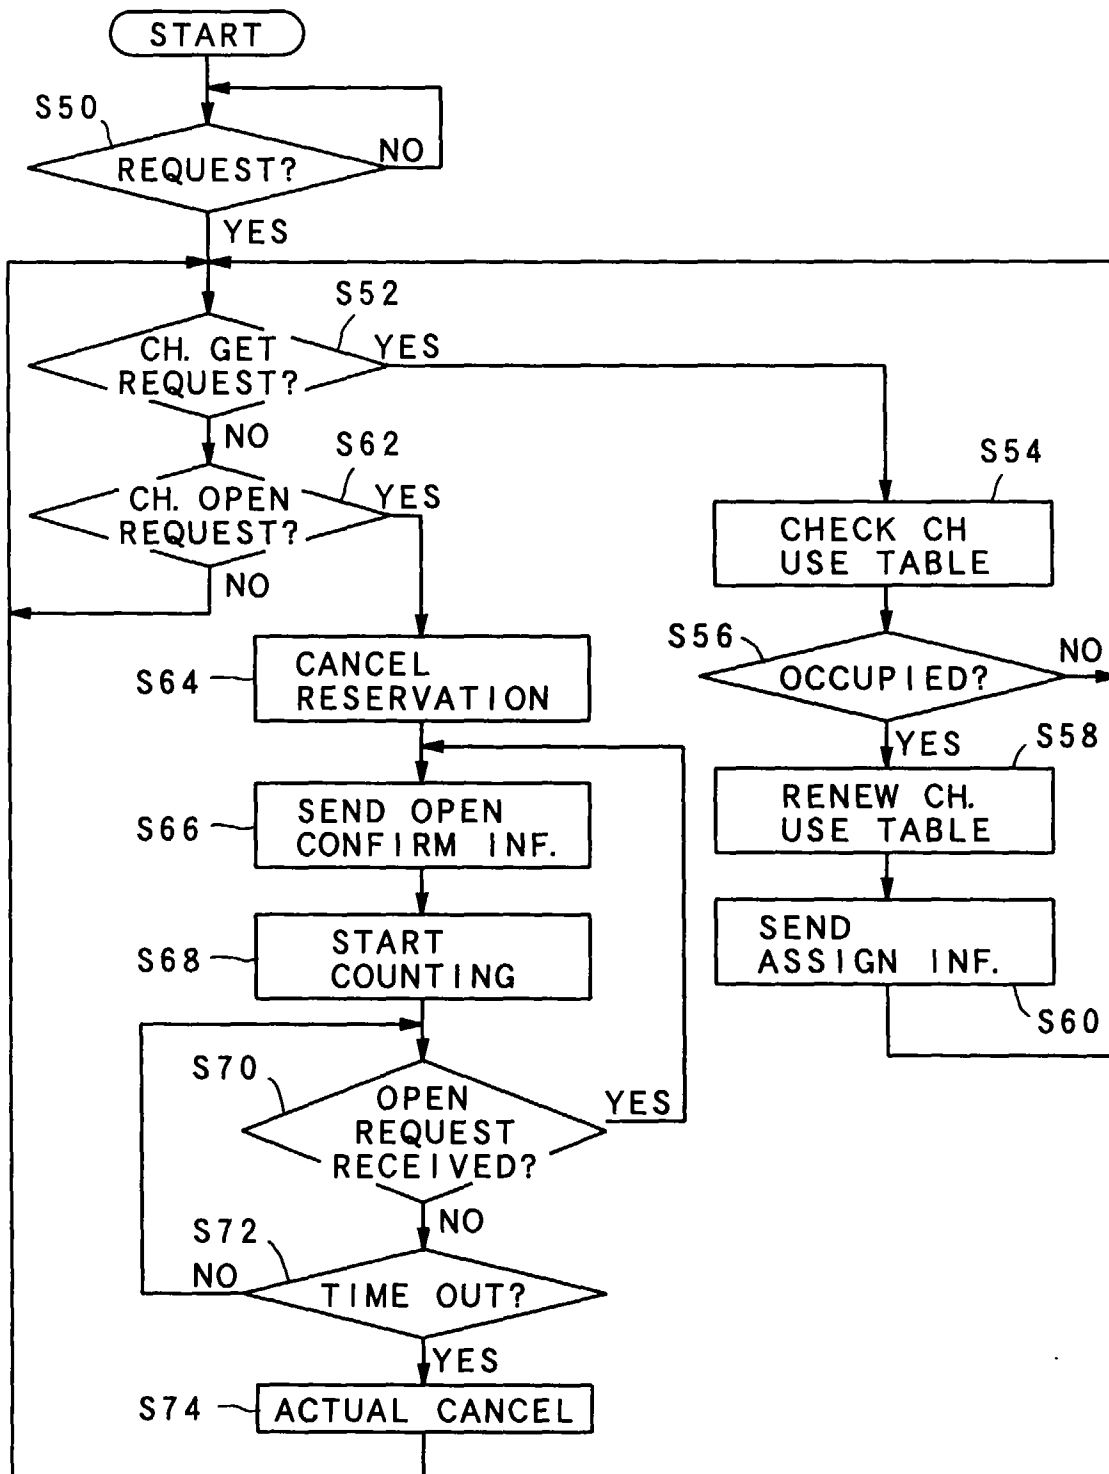 START
S50
REQUEST?
NO
YES
S52
CH. GET
REQUEST?
YES
NO
S62
CH. OPEN
REQUEST?
YES
NO
S54
CHECK CH
USE TABLE
S56
OCCUPIED?
NO
YES
S58
RENEW CH.
USE TABLE
SEND
ASSIGN INF.
S60
S64
CANCEL
RESERVATION
S66
SEND OPEN
CONFIRM INF.
S68
START
COUNTING
S70
OPEN
REQUEST
RECEIVED?
YES
NO
S72
TIME OUT?
NO
YES
S74
ACTUAL CANCEL